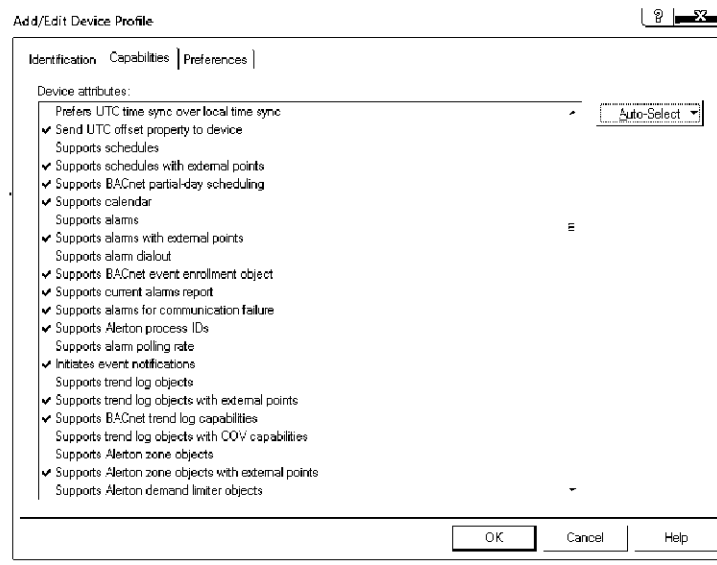 Add/Edit Device Profile
?
Identification Capabilities Preferences
Device attributes:
Prefers UTC time sync over local time sync
Auto-Select
✔ Send UTC offset property to device
Supports schedules
✔ Supports schedules with external points
✔ Supports BACnet partial-day scheduling
✔ Supports calendar
Supports alarms
✔ Supports alarms with external points
Supports alarm dialout
✔ Supports BACnet event enrollment object
✔ Supports current alarms report
✔ Supports alarms for communication failure
✔ Supports Alerton process IDs
Supports alarm polling rate
✔ Initiates event notifications
Supports trend log objects
✔ Supports trend log objects with external points
✔ Supports BACnet trend log capabilities
Supports trend log objects with COV capabilities
Supports Alerton zone objects
✔ Supports Alerton zone objects with external points
Supports Alerton demand limiter objects
OK Cancel Help